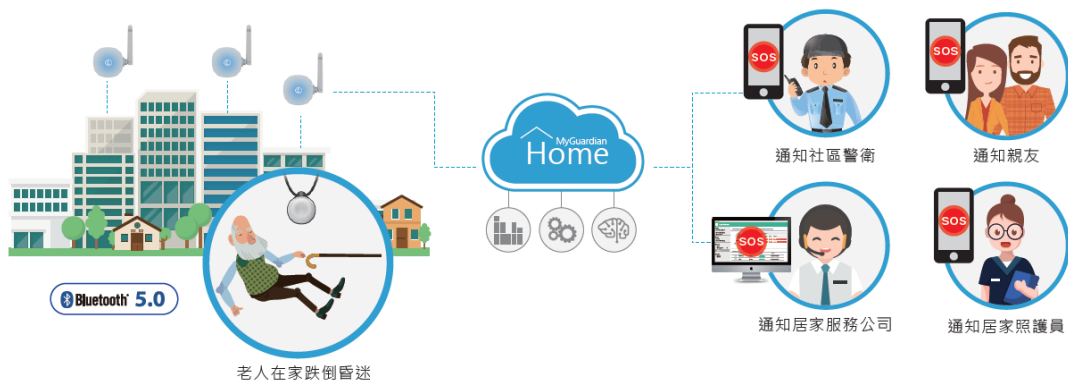 SOS
SOS
MyGuardian
Home
通知社區警衛
通知親友
SOS
SOS
Bluetooth® 5.0
通知居家服務公司
通知居家照護員
老人在家跌倒昏迷